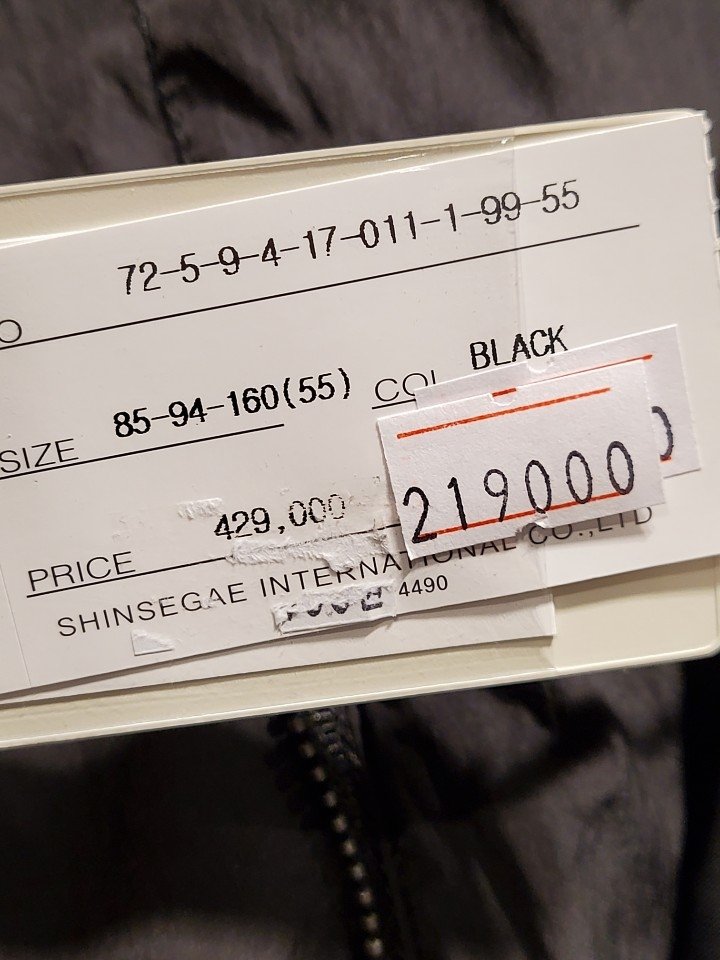 72-5-9-4-17-011-1-99-55
SIZE 85-94-160(55) COL BLACK
219000
PRICE 429,000
SHINSEGAE INTERNATIONAL CO.,LTD
4490